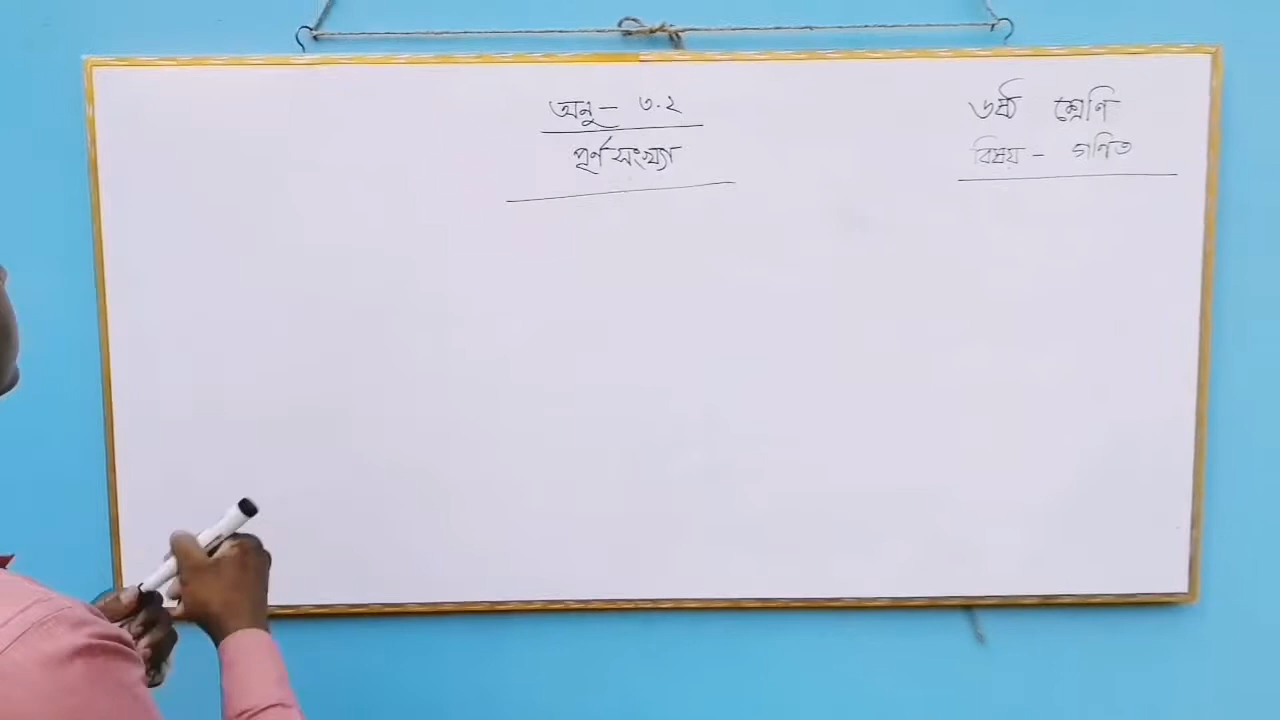 অনু - ৩.২
পূর্ণসংখ্যা
৬ষ্ঠ শ্রেণি
বিষয় - গণিত